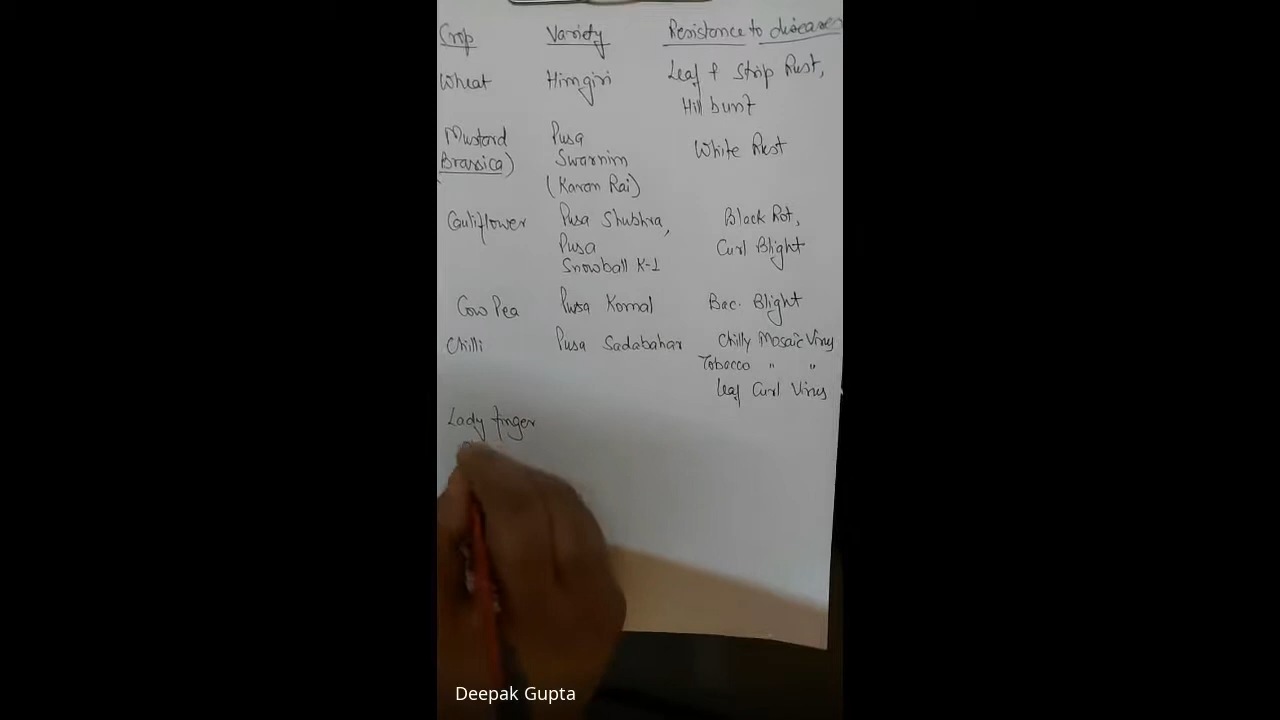 Crop Variety Resistance to diseases
Wheat Himgiri Leaf & Strip Rust,
Hill bunt
Mustard Pusa
Brassica) Swarnim White Rust
(Karan Rai)
Cauliflower Pusa Shubhra, Black Rot,
Pusa Curl Blight
Snowball K-1
Cow Pea Pusa Komal Bac. Blight
Chilli Pusa Sadabahar Chilly Mosaic Virus
Tobacco " "
Leaf Curl Virus
Lady finger
Deepak Gupta